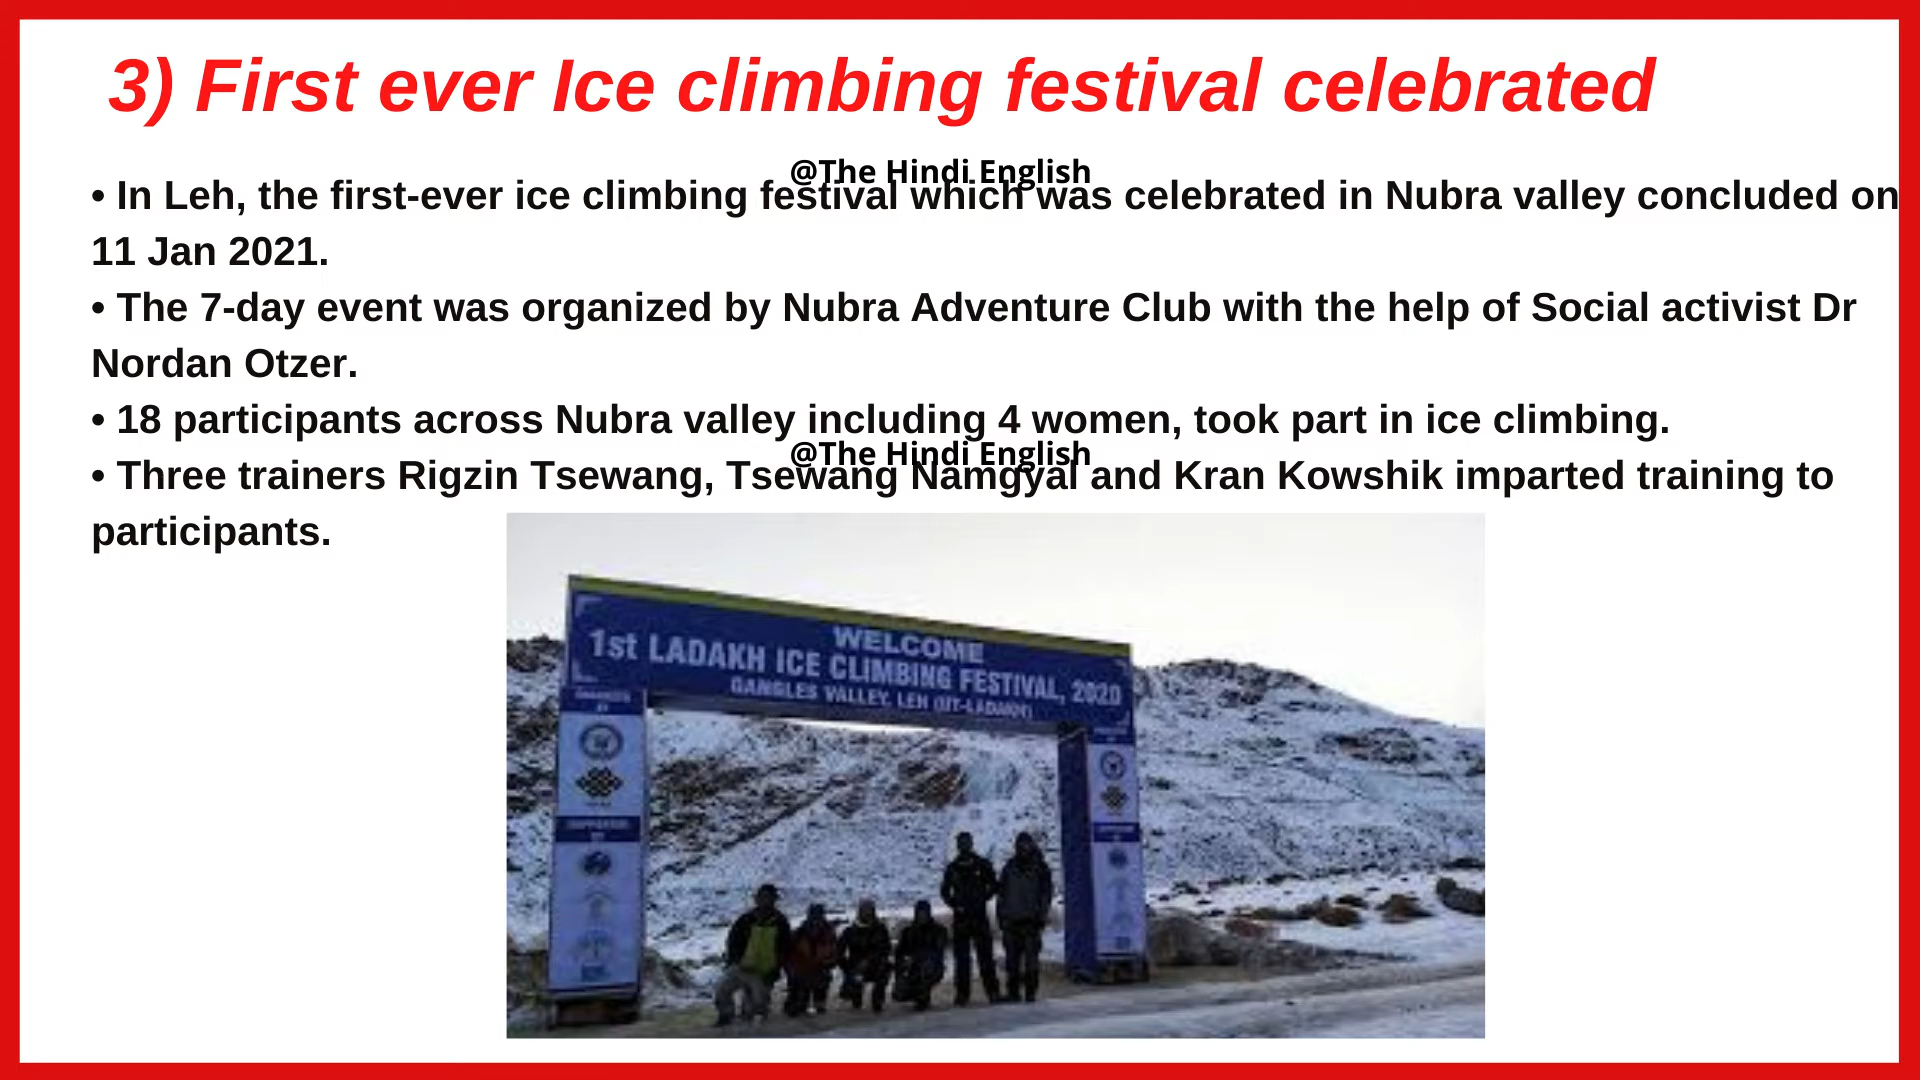 3) First ever Ice climbing festival celebrated
@The Hindi English
• In Leh, the first-ever ice climbing festival which was celebrated in Nubra valley concluded on
11 Jan 2021.
• The 7-day event was organized by Nubra Adventure Club with the help of Social activist Dr
Nordan Otzer.
• 18 participants across Nubra valley including 4 women, took part in ice climbing.
@The Hindi English
• Three trainers Rigzin Tsewang, Tsewang Namgyal and Kran Kowshik imparted training to
participants.
WELCOME
1st LADAKH ICE CLIMBING FESTIVAL, 2020
GANGLES VALLEY, LEH (UT-LADAKH)